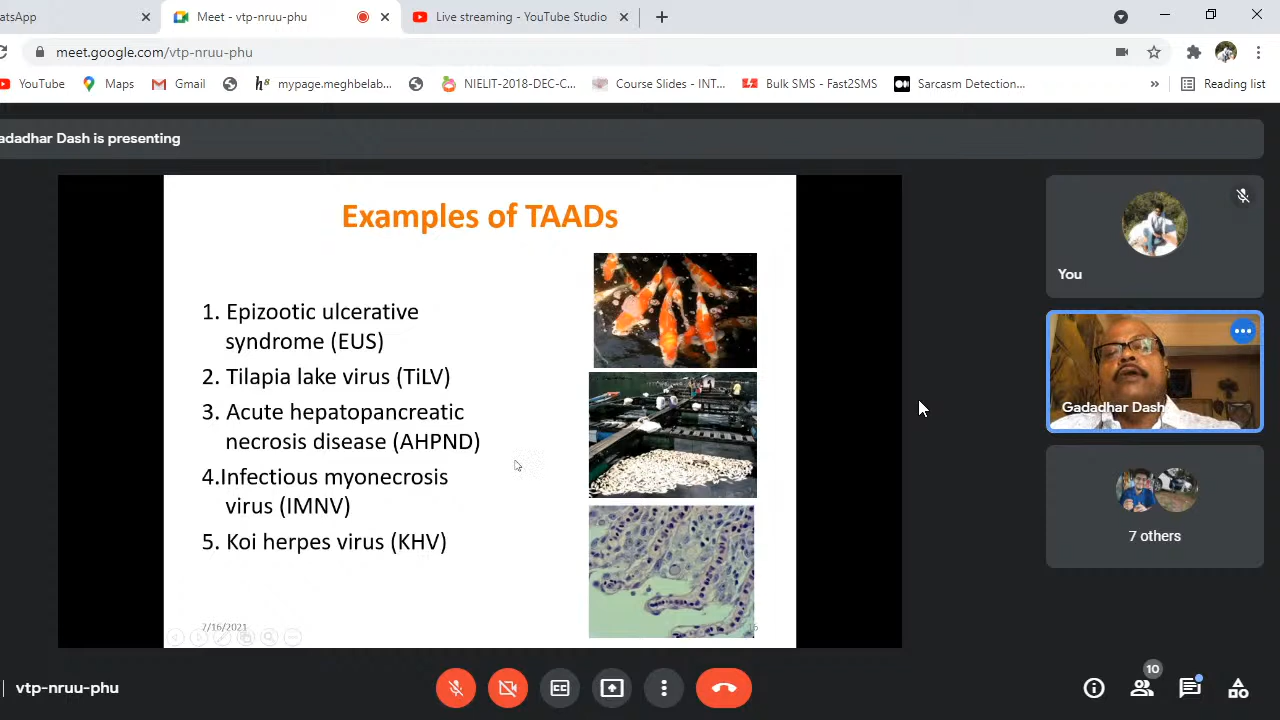 atsApp
Meet - vtp-nruu-phu
Live streaming - YouTube Studio
meet.google.com/vtp-nruu-phu
YouTube
Maps
Gmail
mypage.meghbelab...
NIELIT-2018-DEC-C...
Course Slides - INT...
Bulk SMS - Fast2SMS
Sarcasm Detection...
»
Reading list
adadhar Dash is presenting
Examples of TAADs
1. Epizootic ulcerative
syndrome (EUS)
2. Tilapia lake virus (TiLV)
3. Acute hepatopancreatic
necrosis disease (AHPND)
4.Infectious myonecrosis
virus (IMNV)
5. Koi herpes virus (KHV)
7/16/2021
16
You
Gadadhar Dash
7 others
vtp-nruu-phu
10